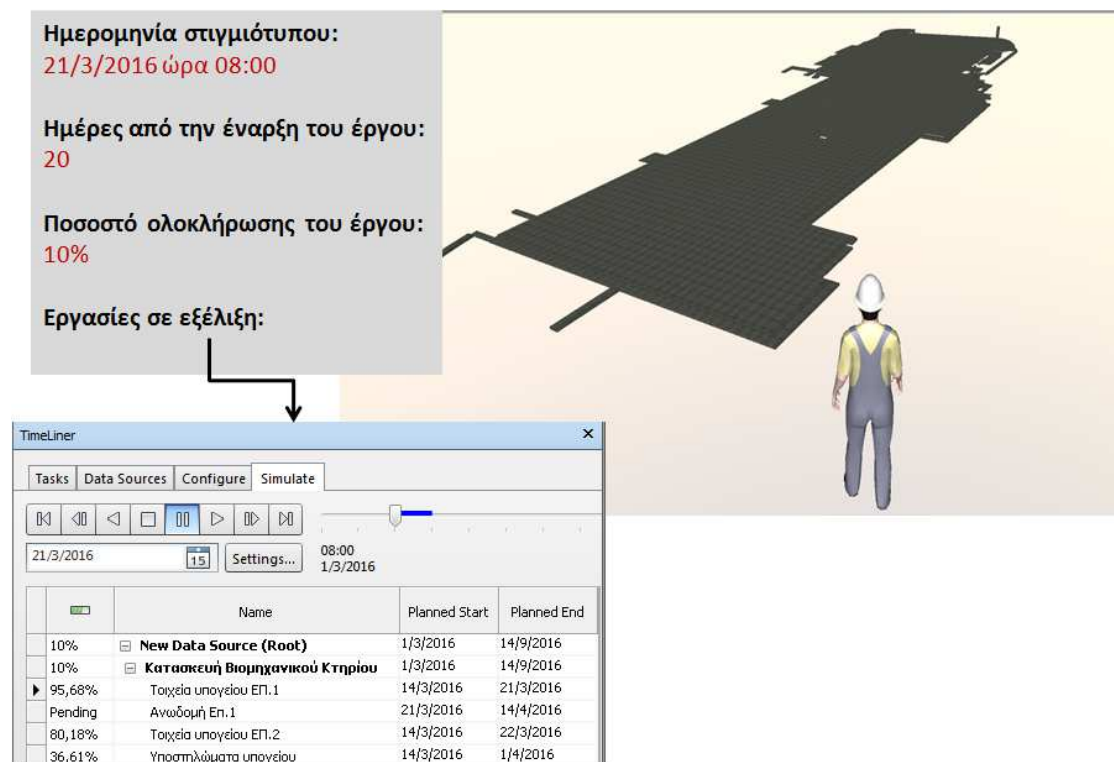 Ημερομηνία στιγμιότυπου:
21/3/2016 ώρα 08:00
Ημέρες από την έναρξη του έργου:
20
Ποσοστό ολοκλήρωσης του έργου:
10%
Εργασίες σε εξέλιξη:
TimeLiner
Tasks Data Sources Configure Simulate
21/3/2016 15 Settings... 08:00
1/3/2016
Name Planned Start Planned End
10% New Data Source (Root) 1/3/2016 14/9/2016
10% Κατασκευή Βιομηχανικού Κτηρίου 1/3/2016 14/9/2016
95,68% Τοιχεία υπογείου ΕΠ.1 14/3/2016 21/3/2016
Pending Ανωδομή Επ.1 21/3/2016 14/4/2016
80,18% Τοιχεία υπογείου ΕΠ.2 14/3/2016 22/3/2016
36,61% Υποστηλώματα υπογείου 14/3/2016 1/4/2016